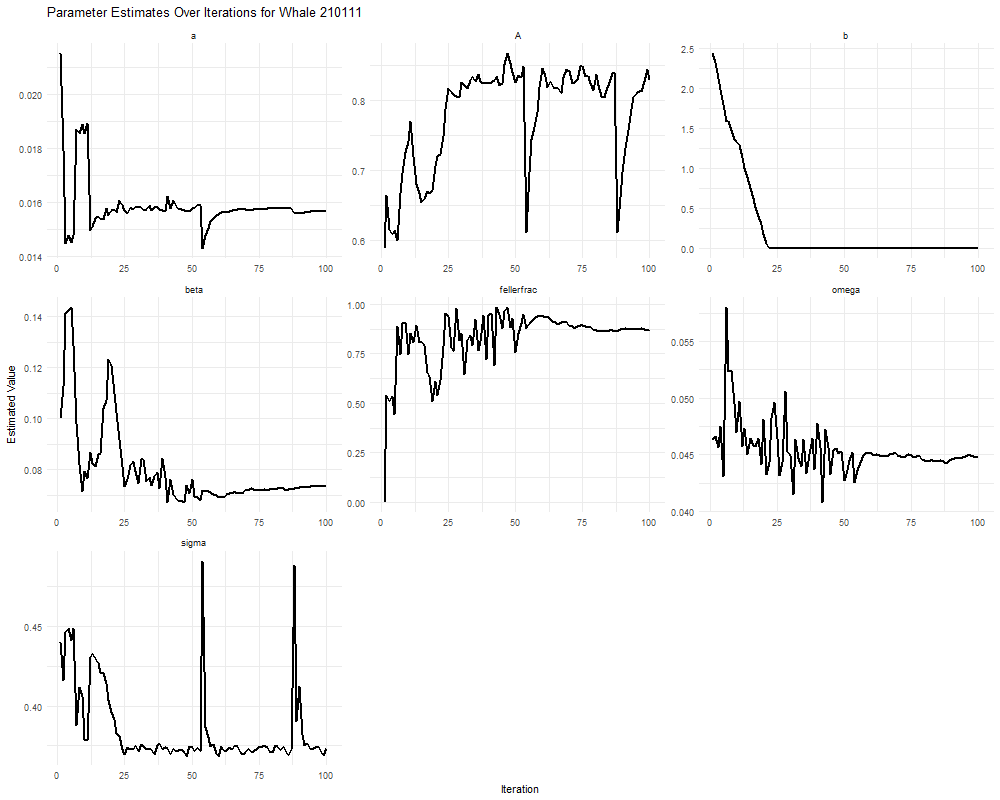 Parameter Estimates Over Iterations for Whale 210111
a
A
b
0.020
0.018
0.016
0.014
0.8
0.7
0.6
2.5
2.0
1.5
1.0
0.5
0.0
0 25 50 75 100
0 25 50 75 100
0 25 50 75 100
beta
fellerfrac
omega
0.14
0.12
0.10
0.08
1.00
0.75
0.50
0.25
0.00
0.055
0.050
0.045
0.040
0 25 50 75 100
0 25 50 75 100
0 25 50 75 100
sigma
0.45
0.40
0 25 50 75 100
Estimated Value
Iteration